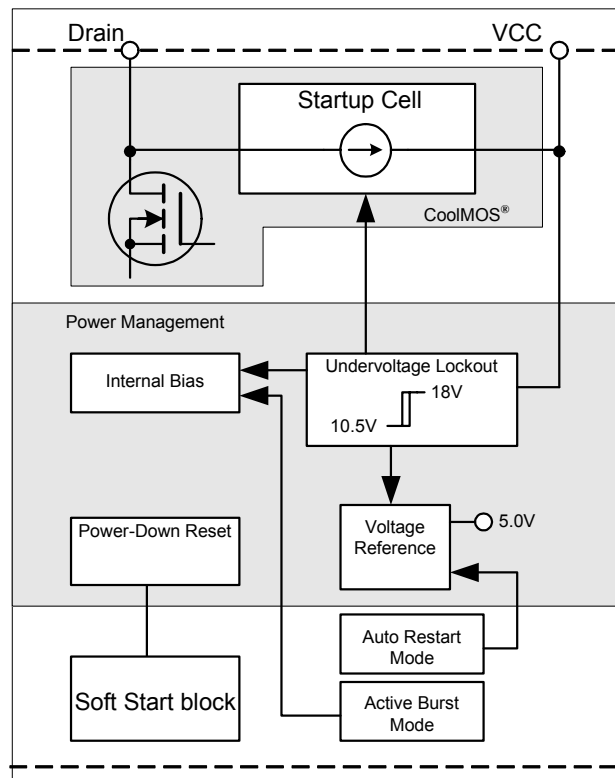 Drain
VCC
Startup Cell
CoolMOS®
Power Management
Internal Bias
Undervoltage Lockout
18V
10.5V
Power-Down Reset
Voltage
Reference
5.0V
Auto Restart
Mode
Soft Start block
Active Burst
Mode